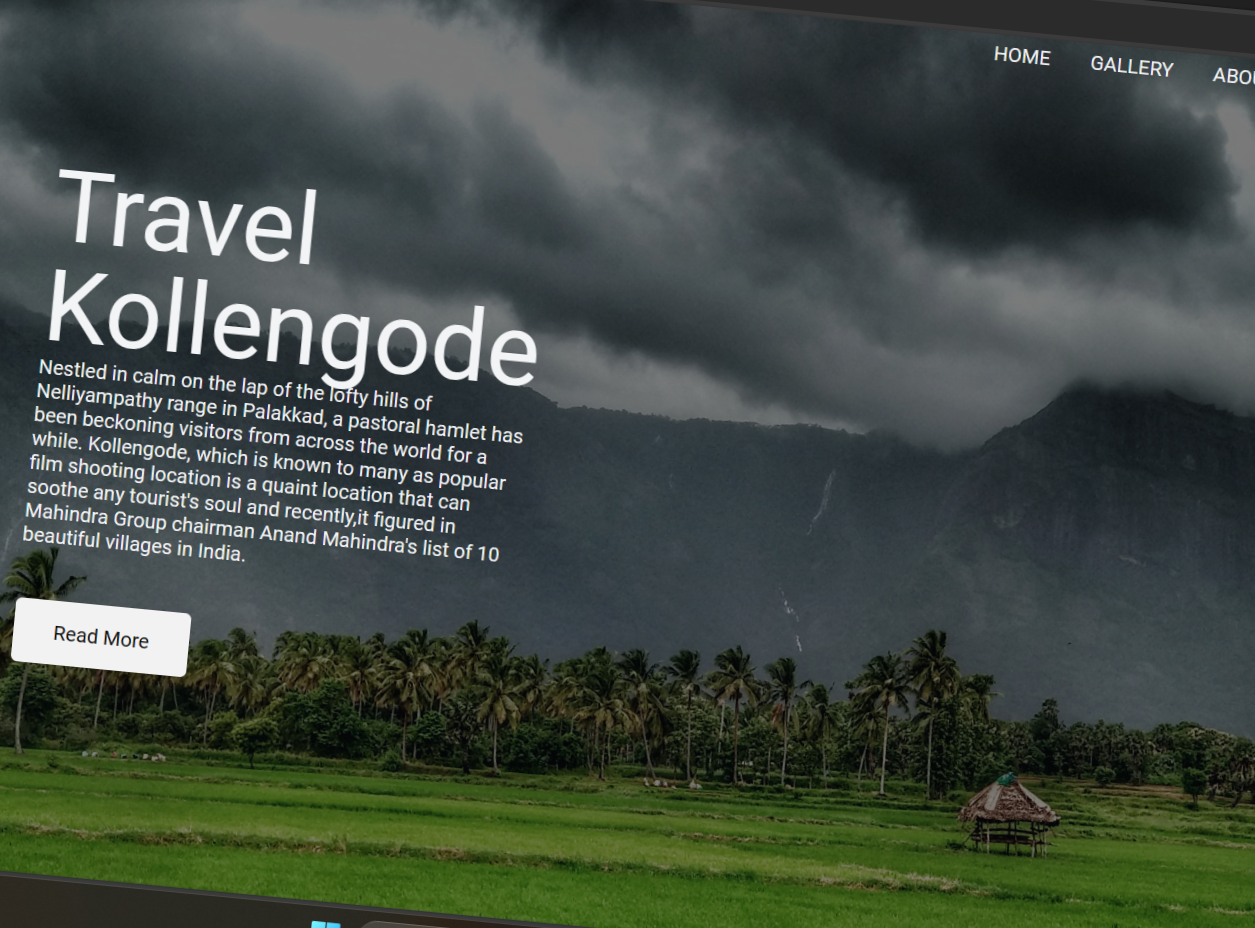 HOME GALLERY
Travel
Kollengode
Nestled in calm on the lap of the lofty hills of
Nelliyampathy range in Palakkad, a pastoral hamlet has
been beckoning visitors from across the world for a
while. Kollengode, which is known to many as popular
film shooting location is a quaint location that can
soothe any tourist's soul and recently,it figured in
Mahindra Group chairman Anand Mahindra's list of 10
beautiful villages in India.
Read More